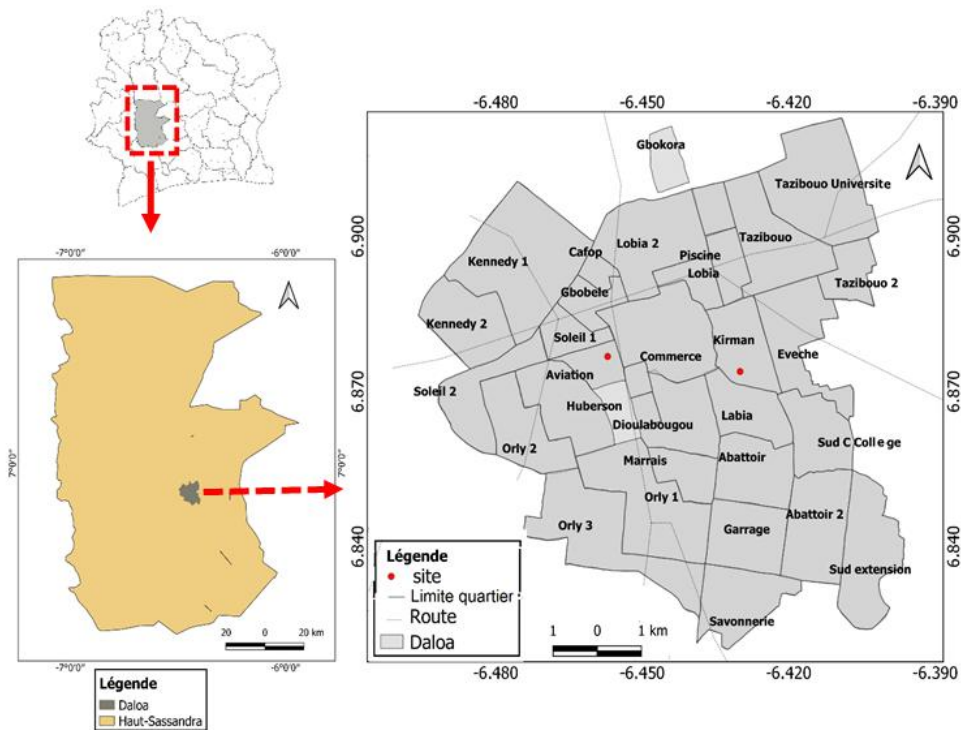 -7°0'0"
-6°0'0"
7°0'0"
7°0'0"
20 0 20 km
-7°0'0"
-6°0'0"
Légende
Daloa
Haut-Sassandra
-6.480
-6.450
-6.420
-6.390
6.900
6.870
6.840
6.900
6.870
6.840
Gbokora
Tazibouo Universite
Lobia 2
Tazibouo
Cafop
Kennedy 1
Piscine
Lobia
Tazibouo 2
Gbobele
Kennedy 2
Soleil 1
Kirman
Commerce
Eveche
Aviation
Soleil 2
Huberson
Labia
Dioulabougou
Sud C College
Orly 2
Marrais
Abattoir
Orly 1
Abattoir 2
Orly 3
Garrage
Sud extension
Savonnerie
Légende
site
Limite quartier
Route
Daloa
1 0 1 km
-6.480
-6.450
-6.420
-6.390